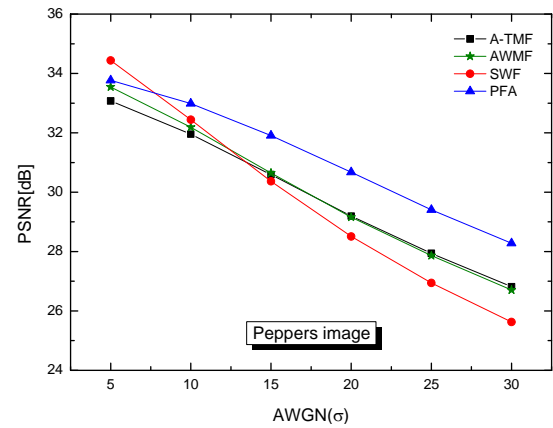 36
34
32
30
28
26
24
PSNR[dB]
A-TMF
AWMF
SWF
PFA
Peppers image
5 10 15 20 25 30
AWGN(σ)